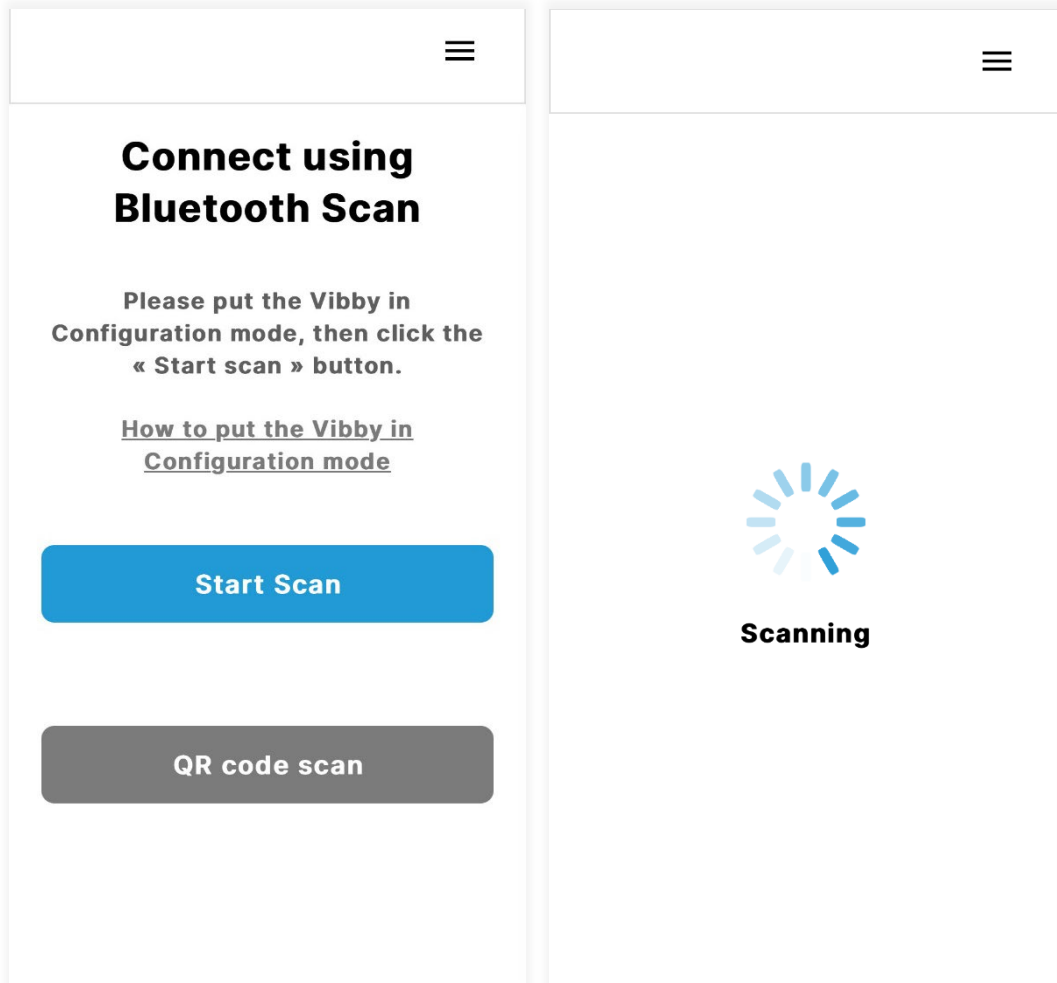 Connect using
Bluetooth Scan
Please put the Vibby in
Configuration mode, then click the
« Start scan » button.
How to put the Vibby in
Configuration mode
Start Scan
QR code scan
Scanning